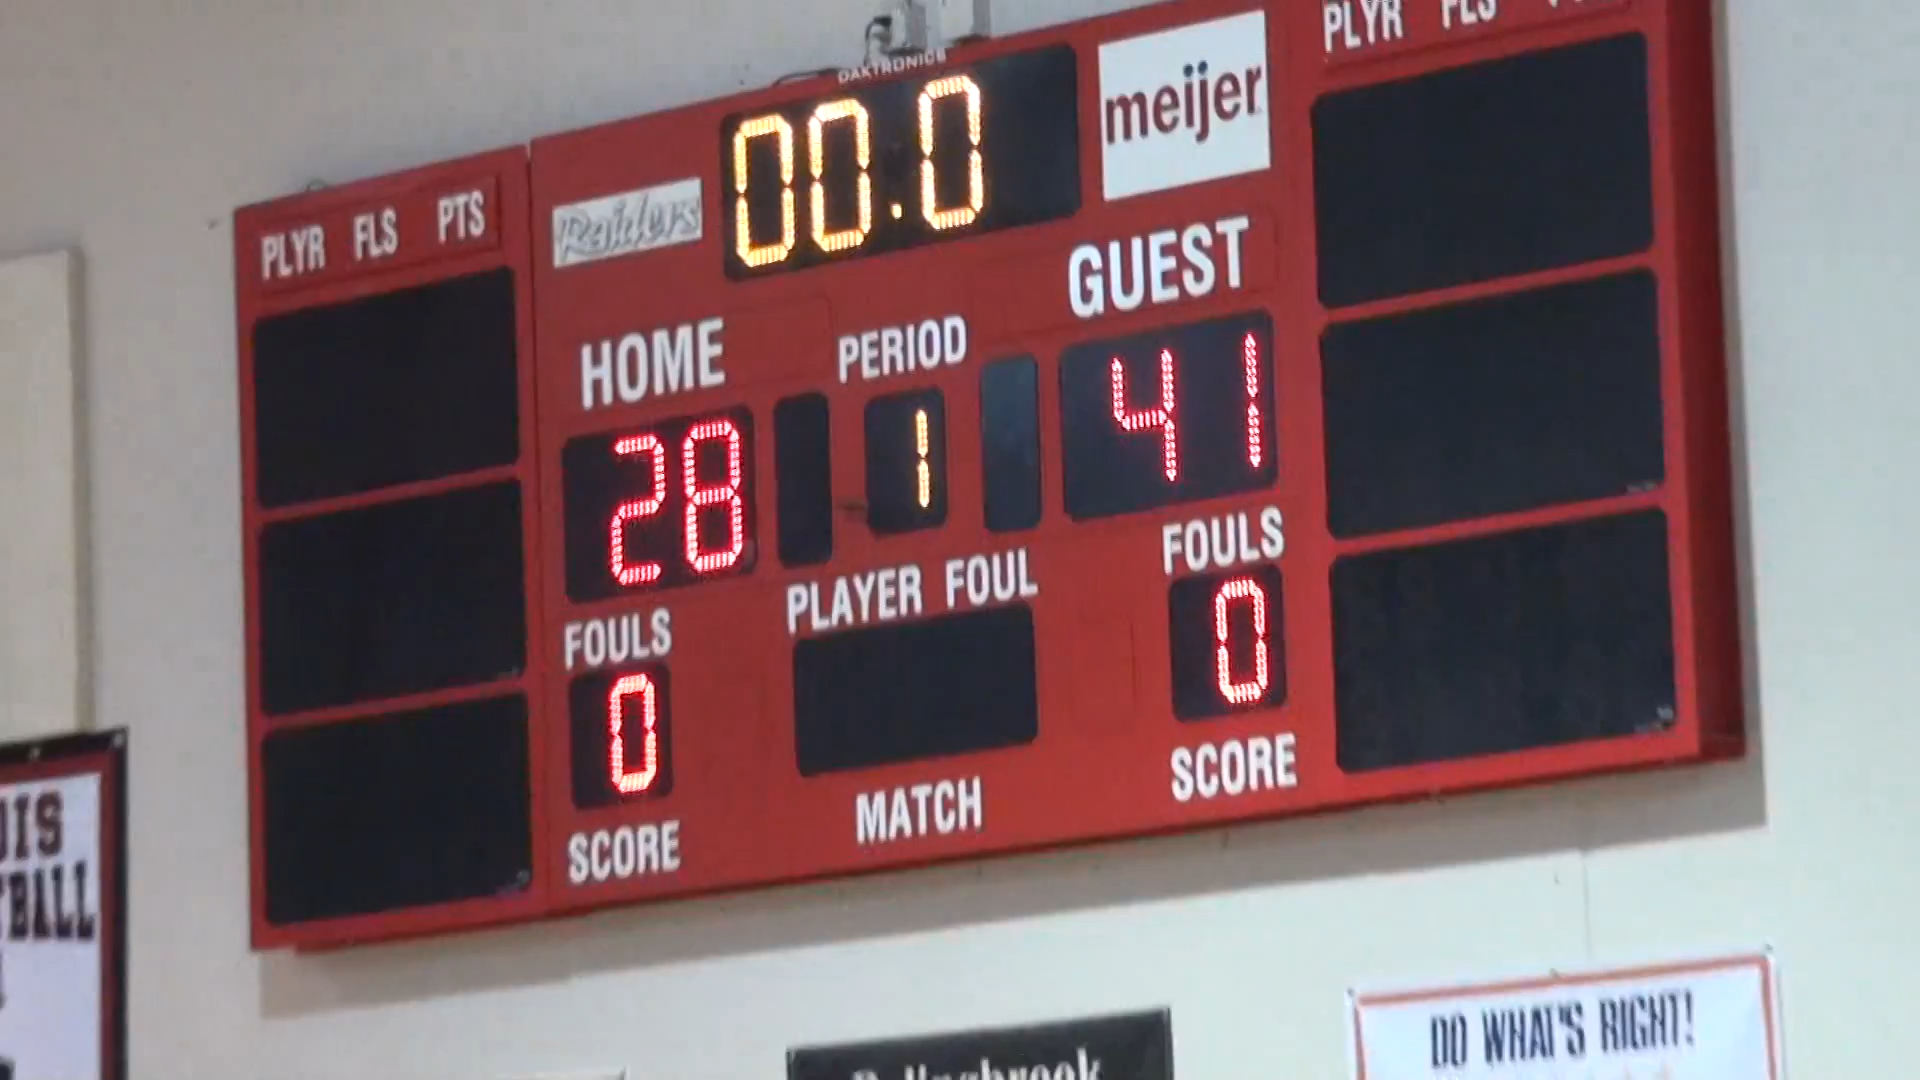 DAKTRONICS
meijer
Raiders
00.0
PLYR FLS PTS
PLYR FLS
HOME
PERIOD
GUEST
28
1
41
FOULS
PLAYER FOUL
FOULS
0
0
SCORE
MATCH
SCORE
DO WHAT'S RIGHT!